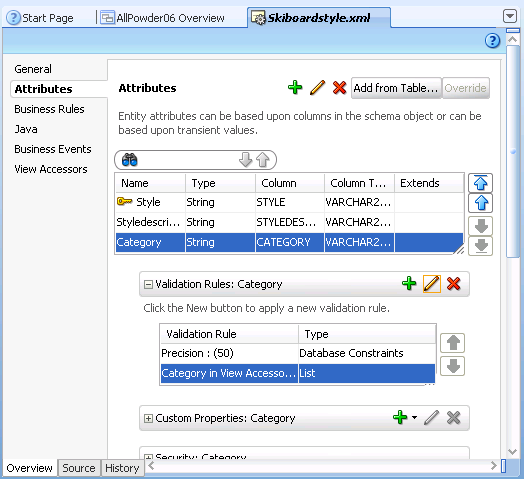 Start Page AllPowder06 Overview Skiboardstyle.xml
General
Attributes
Business Rules
Java
Business Events
View Accessors
Attributes Add from Table... Override
Entity attributes can be based upon columns in the schema object or can be
based upon transient values.
Name Type Column Column T... Extends
Style String STYLE VARCHAR2...
Styledescri... String STYLEDES... VARCHAR2...
Category String CATEGORY VARCHAR2...
Validation Rules: Category
Click the New button to apply a new validation rule.
Validation Rule Type
Precision : (50) Database Constraints
Category in View Accesso... List
Custom Properties: Category
Security: Category
Overview Source History